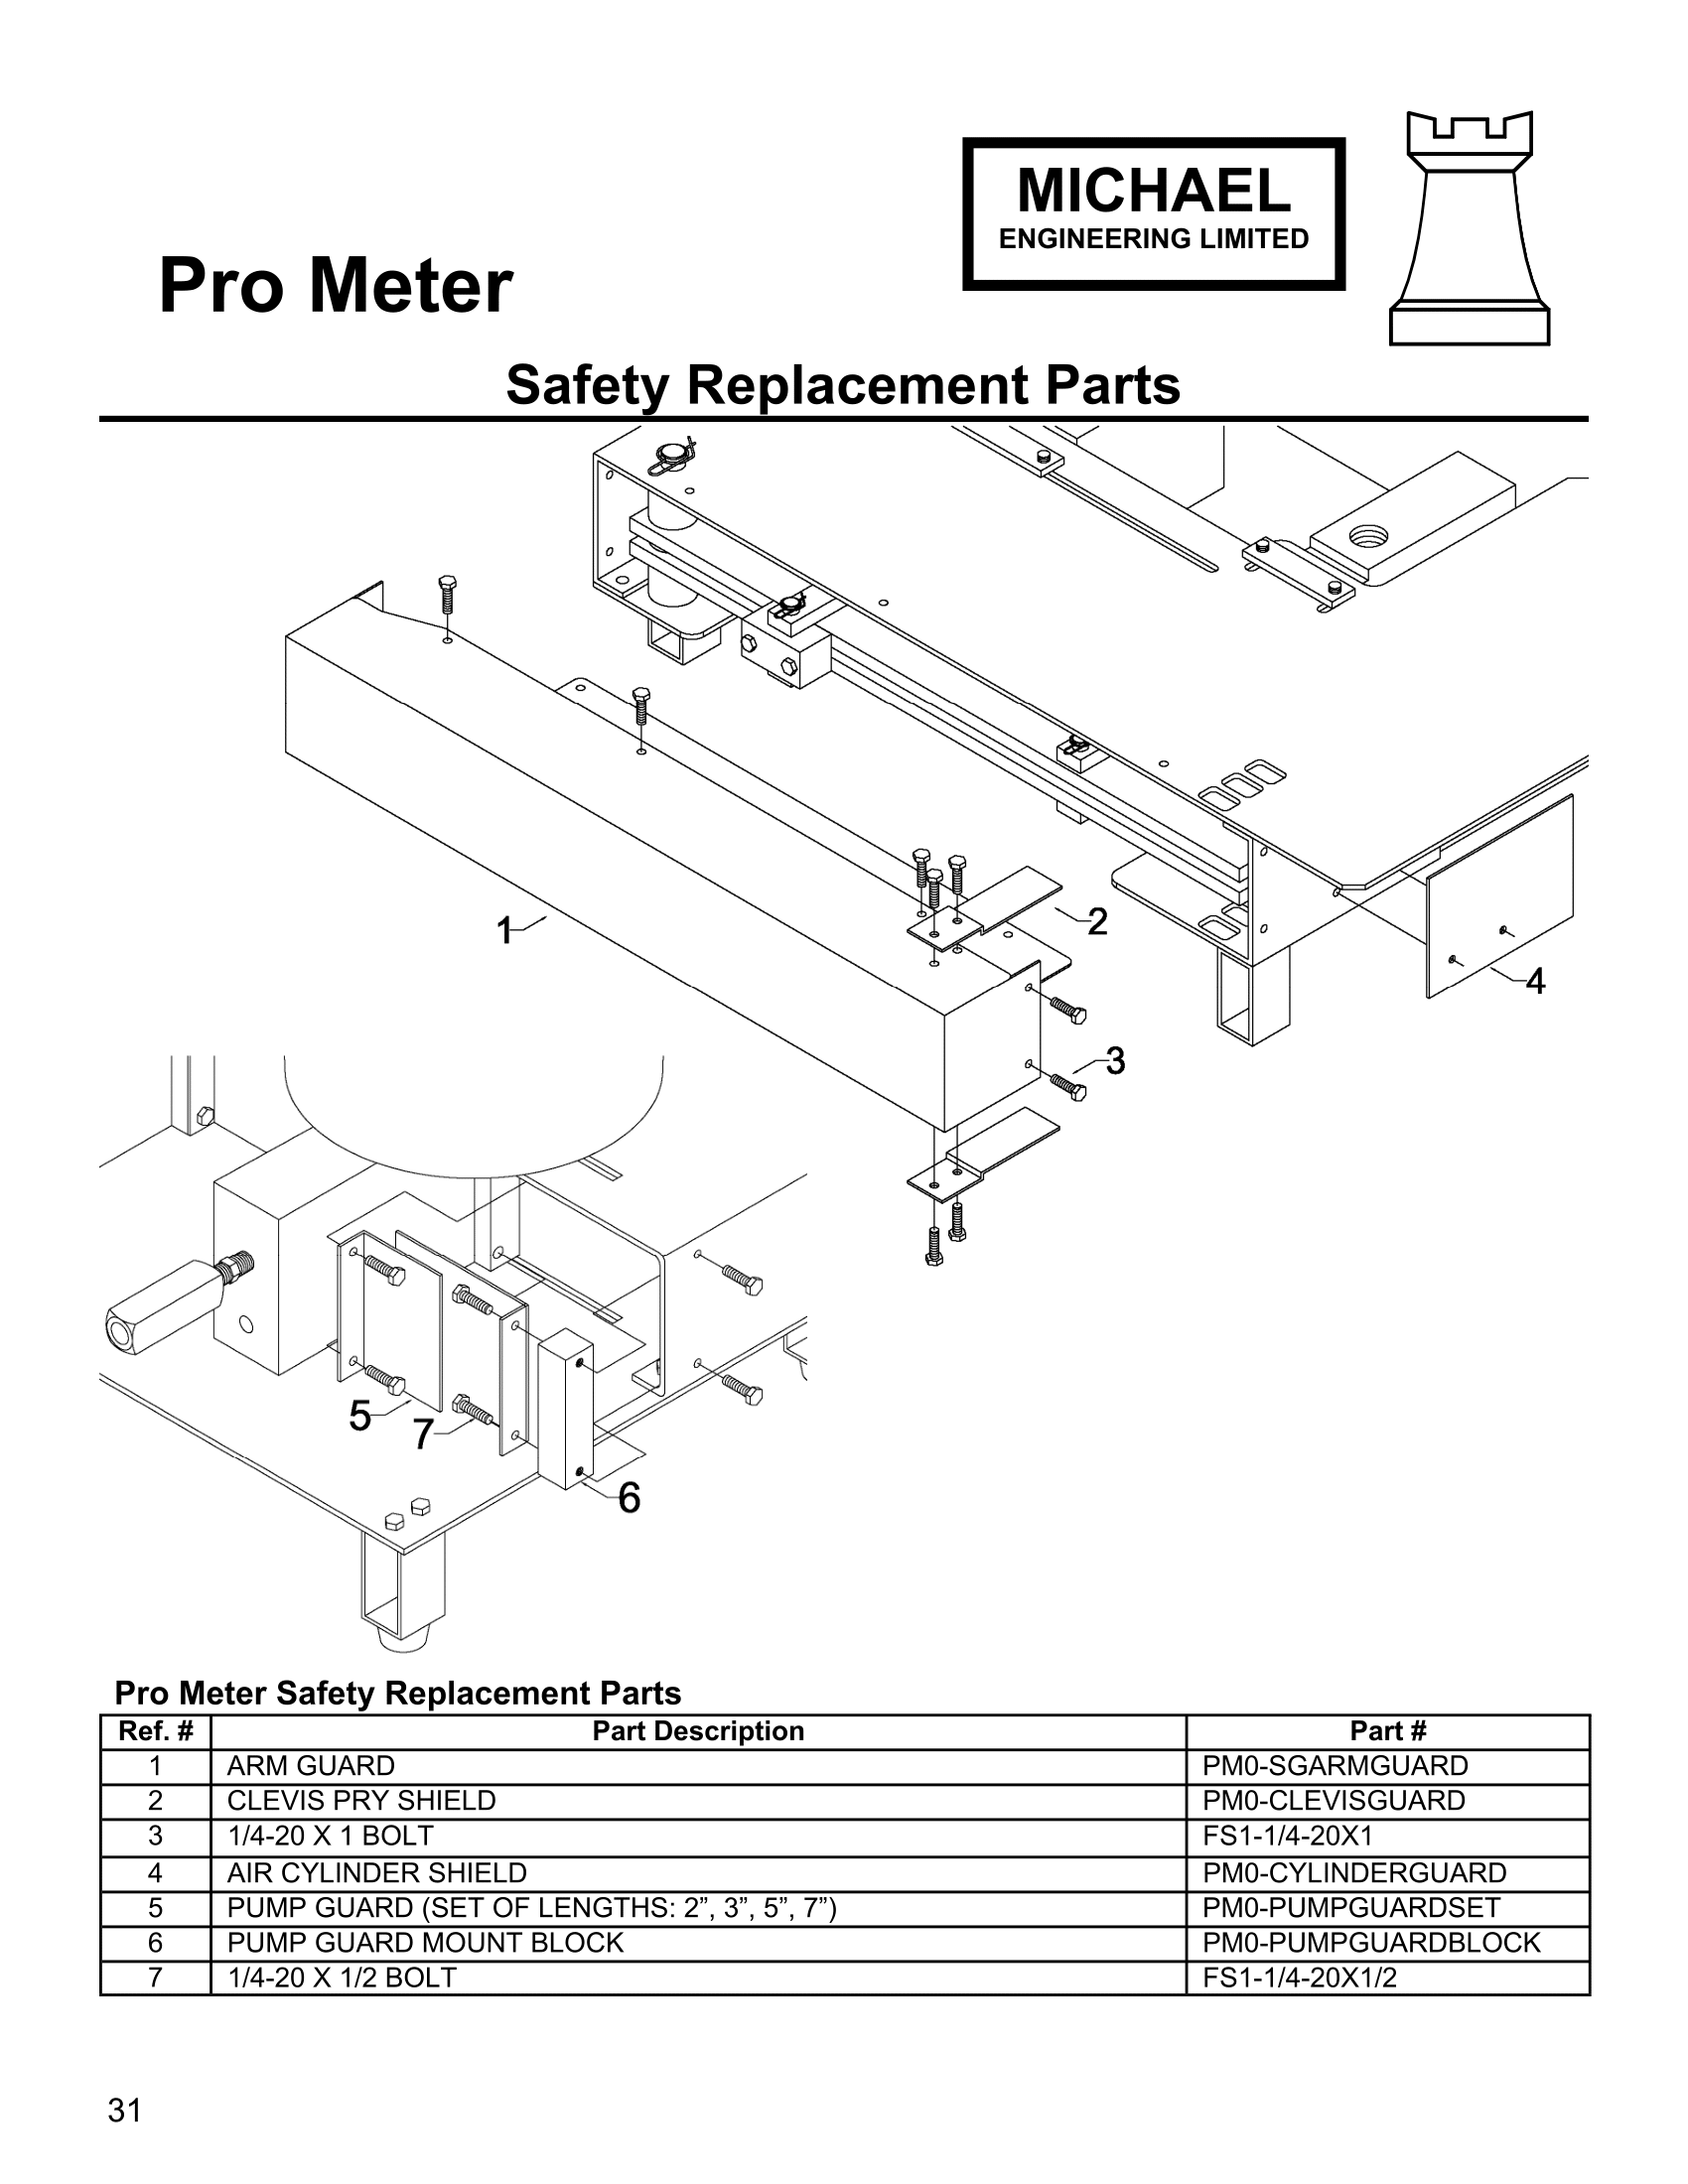 MICHAEL
ENGINEERING LIMITED
Pro Meter
Safety Replacement Parts
1
2
3
4
5
7
6
Pro Meter Safety Replacement Parts
Ref. # Part Description Part #
1 ARM GUARD PM0-SGARMGUARD
2 CLEVIS PRY SHIELD PM0-CLEVISGUARD
3 1/4-20 X 1 BOLT FS1-1/4-20X1
4 AIR CYLINDER SHIELD PM0-CYLINDERGUARD
5 PUMP GUARD (SET OF LENGTHS: 2”, 3”, 5”, 7”) PM0-PUMPGUARDSET
6 PUMP GUARD MOUNT BLOCK PM0-PUMPGUARDBLOCK
7 1/4-20 X 1/2 BOLT FS1-1/4-20X1/2
31